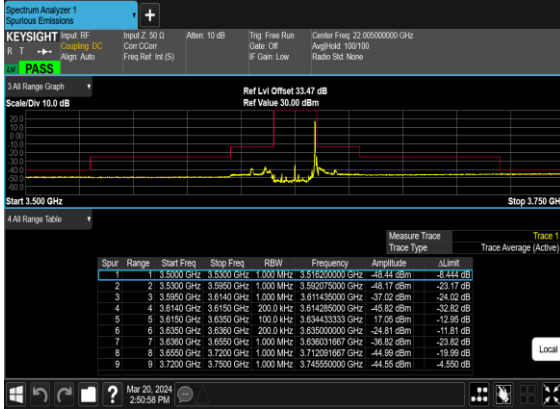 Spectrum Analyzer 1
Spurious Emissions
+
KEYSIGHT Input: RF Input Z: 50 Ω Atten: 10 dB Trig: Free Run Center Freq: 22.005000000 GHz
R T Coupling: DC Corr CCorr Gate: Off Avg|Hold: 100/100
Align: Auto Freq Ref: Int (S) IF Gain: Low Radio Std: None
PASS
3 All Range Graph
Ref Lvl Offset 33.47 dB
Scale/Div 10.0 dB Ref Value 30.00 dBm
20.0
10.0
0.00
-10.0
-20.0
-30.0
-40.0
-50.0
-60.0
Start 3.500 GHz Stop 3.750 GH
4 All Range Table
Measure Trace Trace 1
Trace Type Trace Average (Active)
Spur Range Start Freq Stop Freq RBW Frequency Amplitude ΔLimit
1 1 3.5000 GHz 3.5300 GHz 1.000 MHz 3.516200000 GHz -48.44 dBm -8.444 dB
2 2 3.5300 GHz 3.5950 GHz 1.000 MHz 3.592075000 GHz -48.17 dBm -23.17 dB
3 3 3.5950 GHz 3.6140 GHz 1.000 MHz 3.611435000 GHz -37.02 dBm -24.02 dB
4 4 3.6140 GHz 3.6150 GHz 200.0 kHz 3.614285000 GHz -45.82 dBm -32.82 dB
5 5 3.6150 GHz 3.6350 GHz 100.0 kHz 3.634433333 GHz 17.05 dBm -12.95 dB
6 6 3.6350 GHz 3.6360 GHz 200.0 kHz 3.635000000 GHz -24.81 dBm -11.81 dB
7 7 3.6360 GHz 3.6550 GHz 1.000 MHz 3.636031667 GHz -36.82 dBm -23.82 dB
8 8 3.6550 GHz 3.7200 GHz 1.000 MHz 3.712091667 GHz -44.99 dBm -19.99 dB
9 9 3.7200 GHz 3.7500 GHz 1.000 MHz 3.745550000 GHz -44.55 dBm -4.550 dB
Local
? Mar 20, 2024
2:50:58 PM